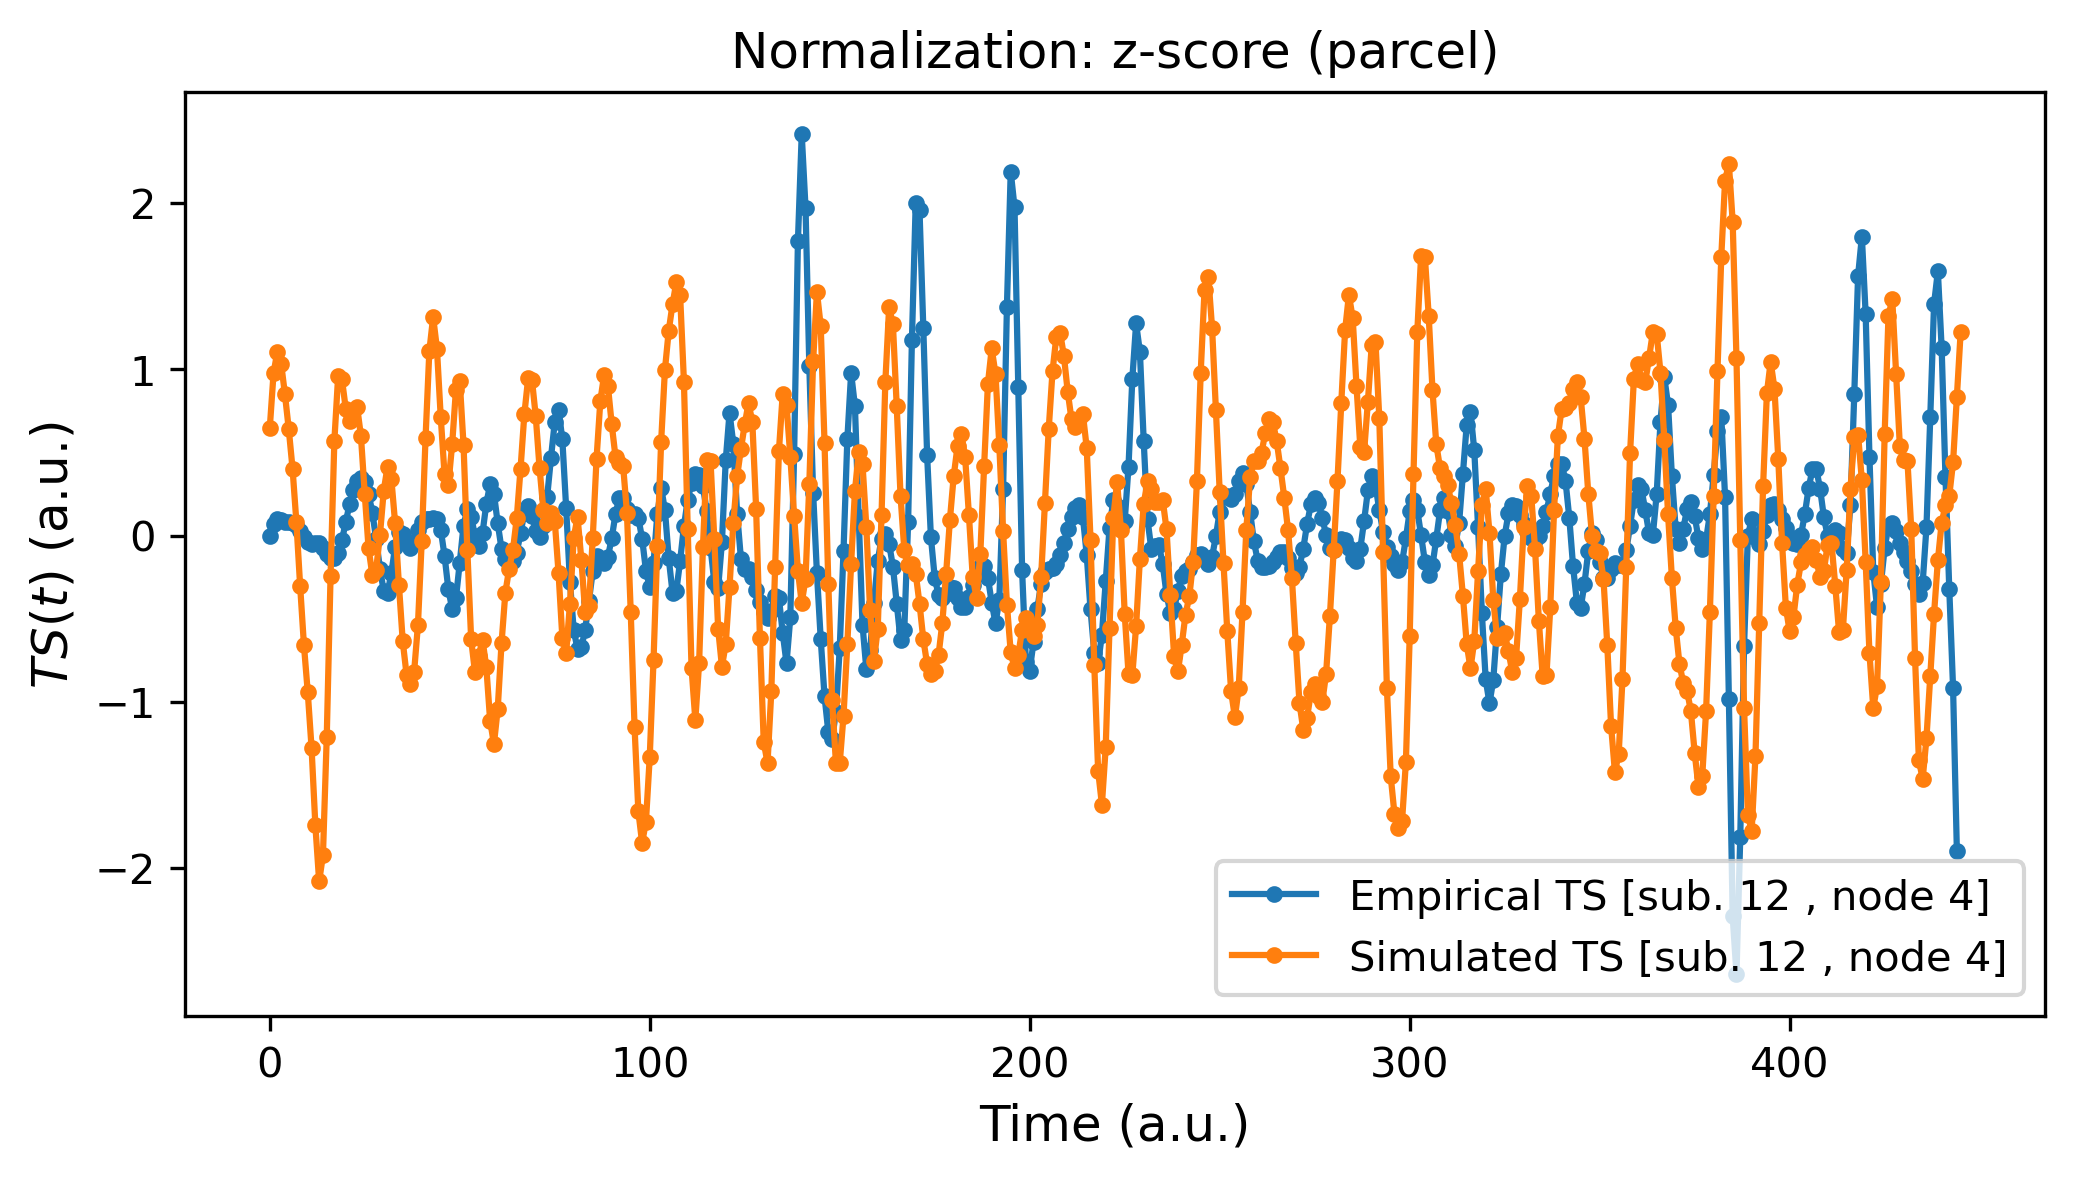 Normalization: z-score (parcel)
TS(t) (a.u.)
2
1
0
−1
−2
0 100 200 300 400
Time (a.u.)
Empirical TS [sub. 12 , node 4]
Simulated TS [sub. 12 , node 4]